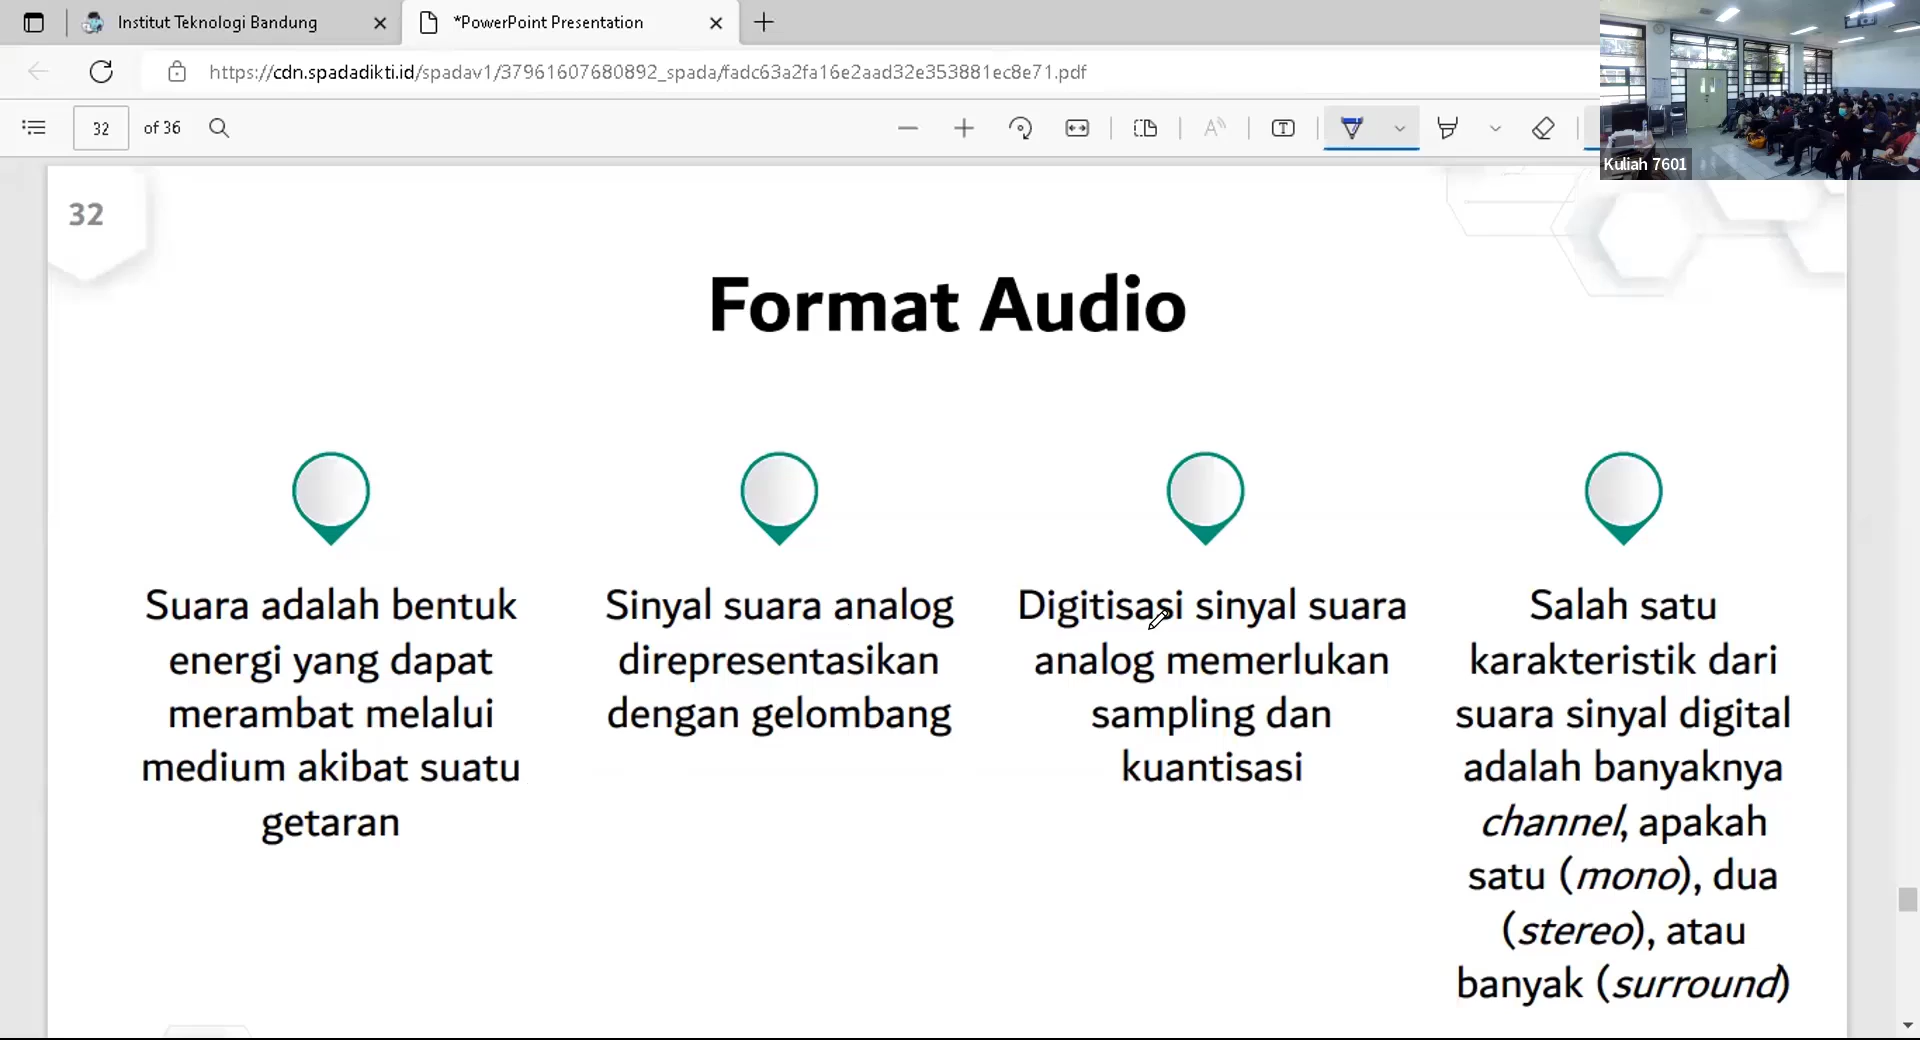 Institut Teknologi Bandung
*PowerPoint Presentation
https://cdn.spadadikti.id/spadav1/37961607680892_spada/fadc63a2fa16e2aad32e353881ec8e71.pdf
32 of 36
Kuliah 7601
32
Format Audio
Suara adalah bentuk
energi yang dapat
merambat melalui
medium akibat suatu
getaran
Sinyal suara analog
direpresentasikan
dengan gelombang
Digitisasi sinyal suara
analog memerlukan
sampling dan
kuantisasi
Salah satu
karakteristik dari
suara sinyal digital
adalah banyaknya
channel, apakah
satu (mono), dua
(stereo), atau
banyak (surround)